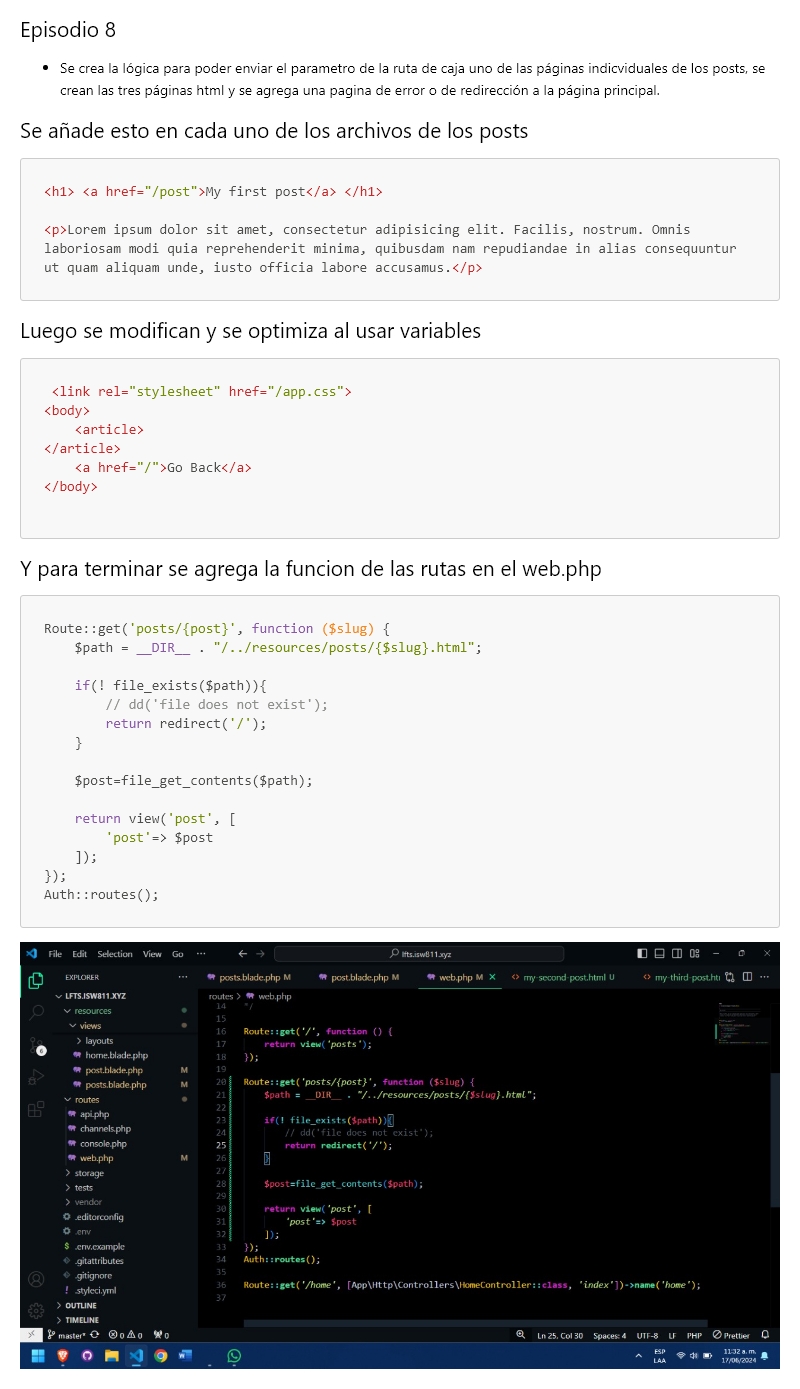 Episodio 8
• Se crea la lógica para poder enviar el parametro de la ruta de caja uno de las páginas indicviduales de los posts, se
crean las tres páginas html y se agrega una pagina de error o de redirección a la página principal.
Se añade esto en cada uno de los archivos de los posts
<h1> <a href="/post">My first post</a> </h1>
<p>Lorem ipsum dolor sit amet, consectetur adipisicing elit. Facilis, nostrum. Omnis
laboriosam modi quia reprehenderit minima, quibusdam nam repudiandae in alias consequuntur
ut quam aliquam unde, iusto officia labore accusamus.</p>
Luego se modifican y se optimiza al usar variables
<link rel="stylesheet" href="/app.css">
<body>
<article>
</article>
<a href="/">Go Back</a>
</body>
Y para terminar se agrega la funcion de las rutas en el web.php
Route::get('posts/{post}', function ($slug) {
$path = __DIR__ . "/../resources/posts/{$slug}.html";
if(! file_exists($path)){
// dd('file does not exist');
return redirect('/');
}
$post=file_get_contents($path);
return view('post', [
'post'=> $post
]);
});
Auth::routes();
File Edit Selection View Go ··· lfts.isw811.xyz
EXPLORER ··· posts.blade.php M post.blade.php M web.php M × my-second-post.html U my-third-post.ht
LFTS.ISW811.XYZ
resources
views
layouts
home.blade.php
post.blade.php M
posts.blade.php M
routes
api.php
channels.php
console.php
web.php M
storage
tests
vendor
.editorconfig
.env
.env.example
.gitattributes
.gitignore
.styleci.yml
OUTLINE
TIMELINE
routes > web.php
14 */
15
16 Route::get('/', function () {
17 return view('posts');
18 });
19
20 Route::get('posts/{post}', function ($slug) {
21 $path = __DIR__ . "/../resources/posts/{$slug}.html";
22
23 if(! file_exists($path)){
24 // dd('file does not exist');
25 return redirect('/');
26 }
27
28 $post=file_get_contents($path);
29
30 return view('post', [
31 'post'=> $post
32 ]);
33 });
34 Auth::routes();
35
36 Route::get('/home', [App\Http\Controllers\HomeController::class, 'index'])->name('home');
37
master* 0 0 0 Ln 25, Col 30 Spaces: 4 UTF-8 LF PHP Prettier
ESP
LAA
11:32 a. m.
17/06/2024